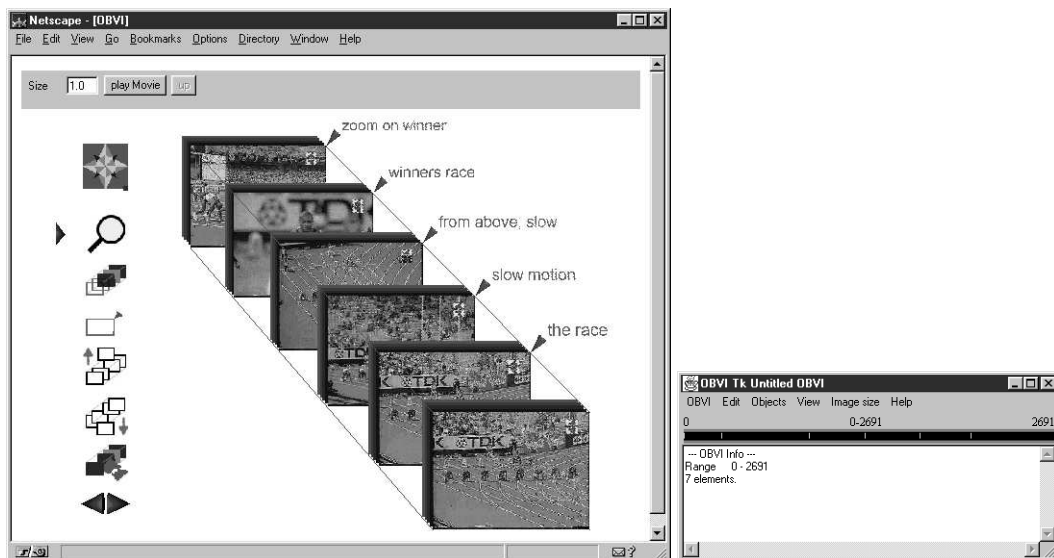 Netscape - [OBVI]
File Edit View Go Bookmarks Options Directory Window Help
Size 1.0 play Movie up
zoom on winner
winners race
from above, slow
slow motion
the race
TDK
TDK
TDK
TDK
OBVI Tk Untitled OBVI
OBVI Edit Objects View Image size Help
0 0-2691 2691
--- OBVI Info ---
Range 0 - 2691
7 elements.